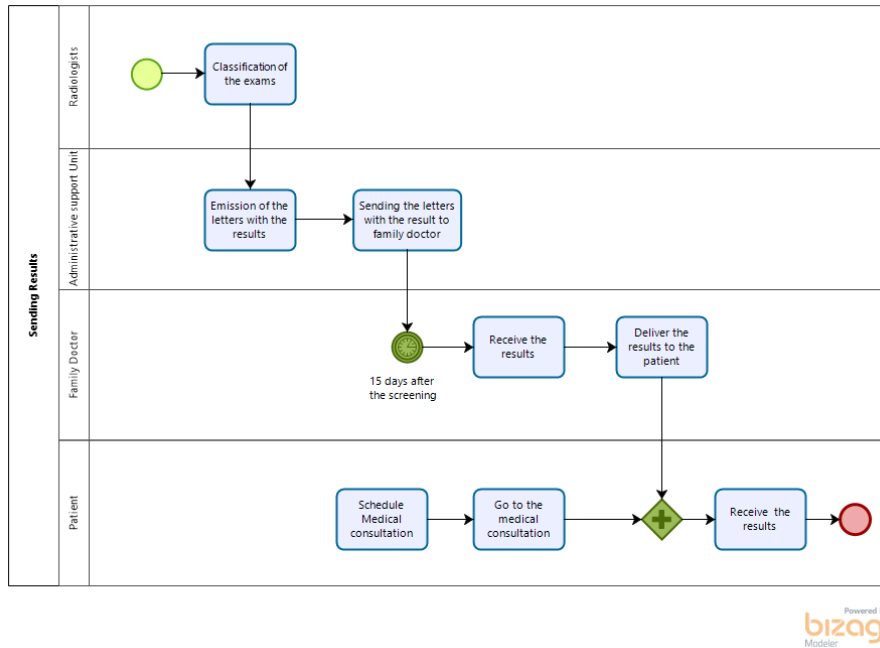 Sending Results
Radiologists
Classification of
the exams
Administrative support Unit
Emission of the
letters with the
results
Sending the letters
with the result to
family doctor
Family Doctor
15 days after
the screening
Receive the
results
Deliver the
results to the
patient
Patient
Schedule
Medical
consultation
Go to the
medical
consultation
Receive the
results
Powered
bizag
Modeler